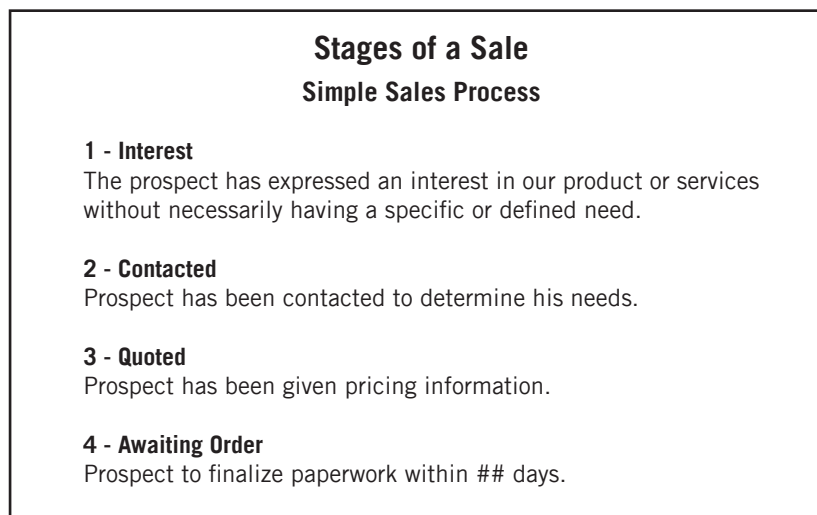 Stages of a Sale
Simple Sales Process
1 - Interest
The prospect has expressed an interest in our product or services
without necessarily having a specific or defined need.
2 - Contacted
Prospect has been contacted to determine his needs.
3 - Quoted
Prospect has been given pricing information.
4 - Awaiting Order
Prospect to finalize paperwork within ## days.